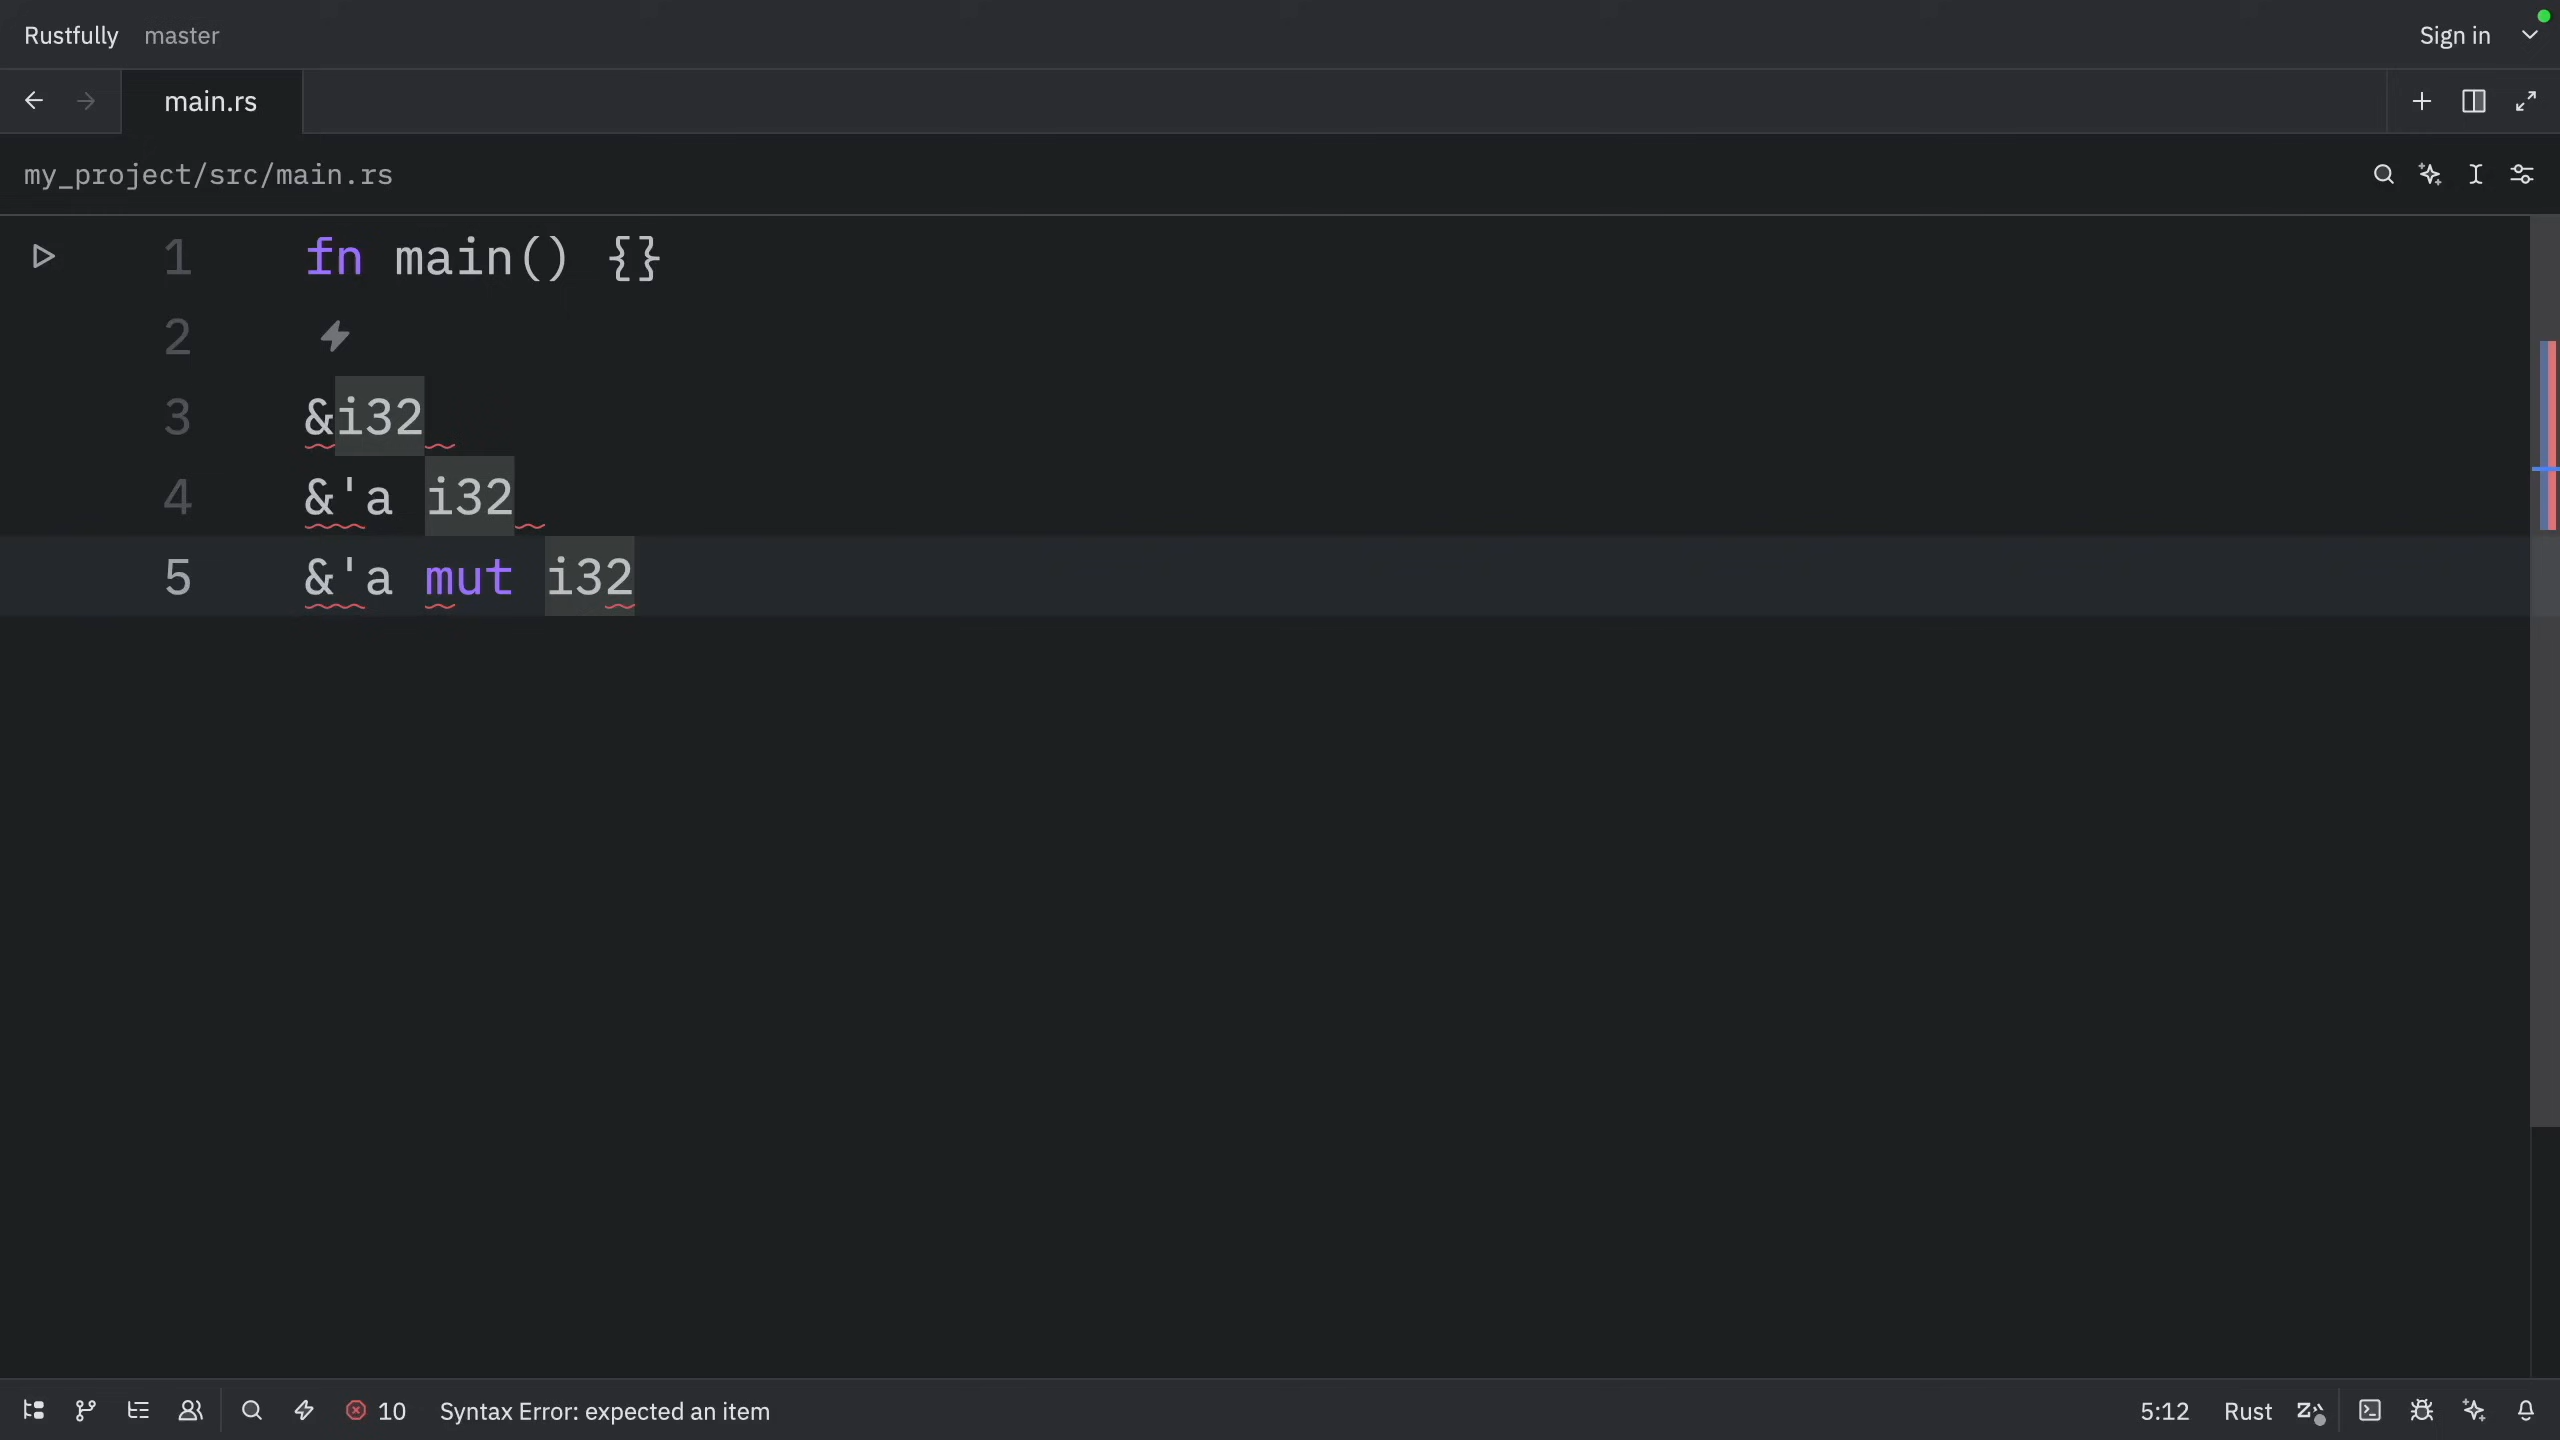 Rustfully master Sign in
main.rs
my_project/src/main.rs
1 fn main() {}
2
3 &i32
4 &'a i32
5 &'a mut i32
10 Syntax Error: expected an item 5:12 Rust